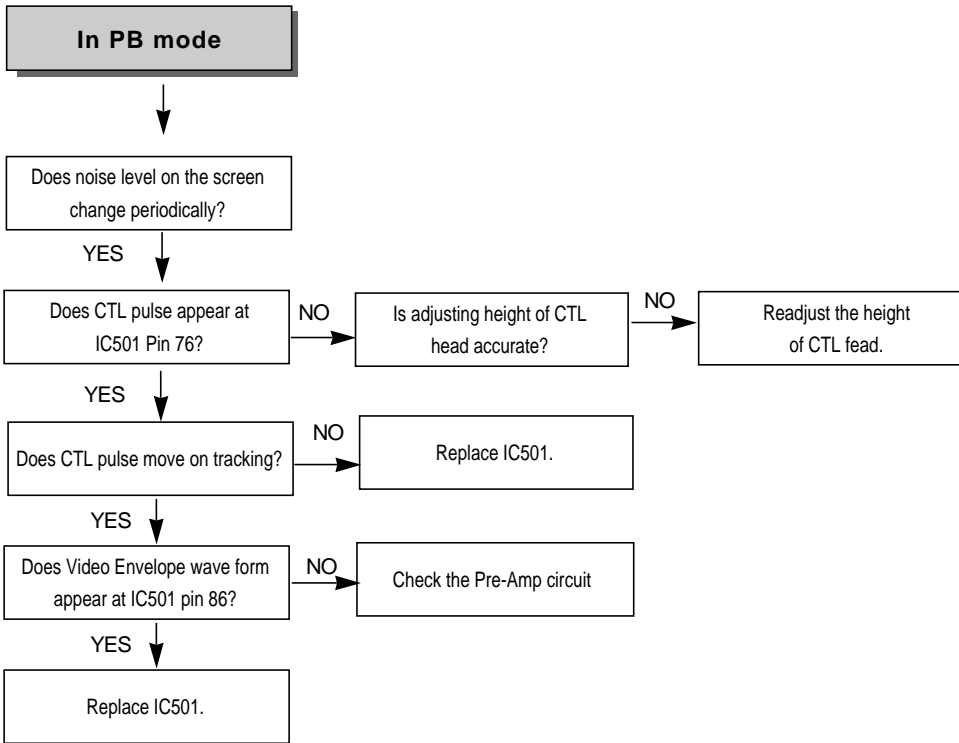 In PB mode
Does noise level on the screen
change periodically?
YES
Does CTL pulse appear at
IC501 Pin 76?
NO
Is adjusting height of CTL
head accurate?
NO
Readjust the height
of CTL fead.
YES
Does CTL pulse move on tracking?
NO
Replace IC501.
YES
Does Video Envelope wave form
appear at IC501 pin 86?
NO
Check the Pre-Amp circuit
YES
Replace IC501.